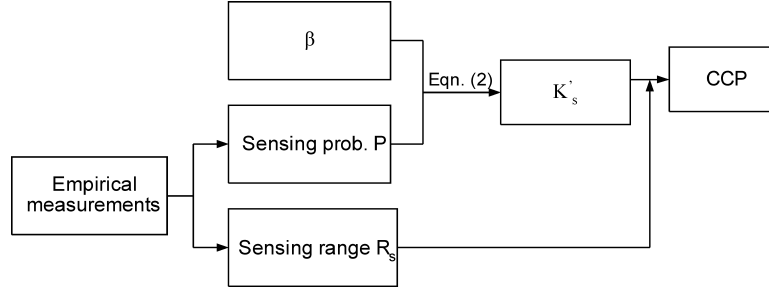 β
Eqn. (2)
K's
CCP
Sensing prob. P
Empirical
measurements
Sensing range Rs